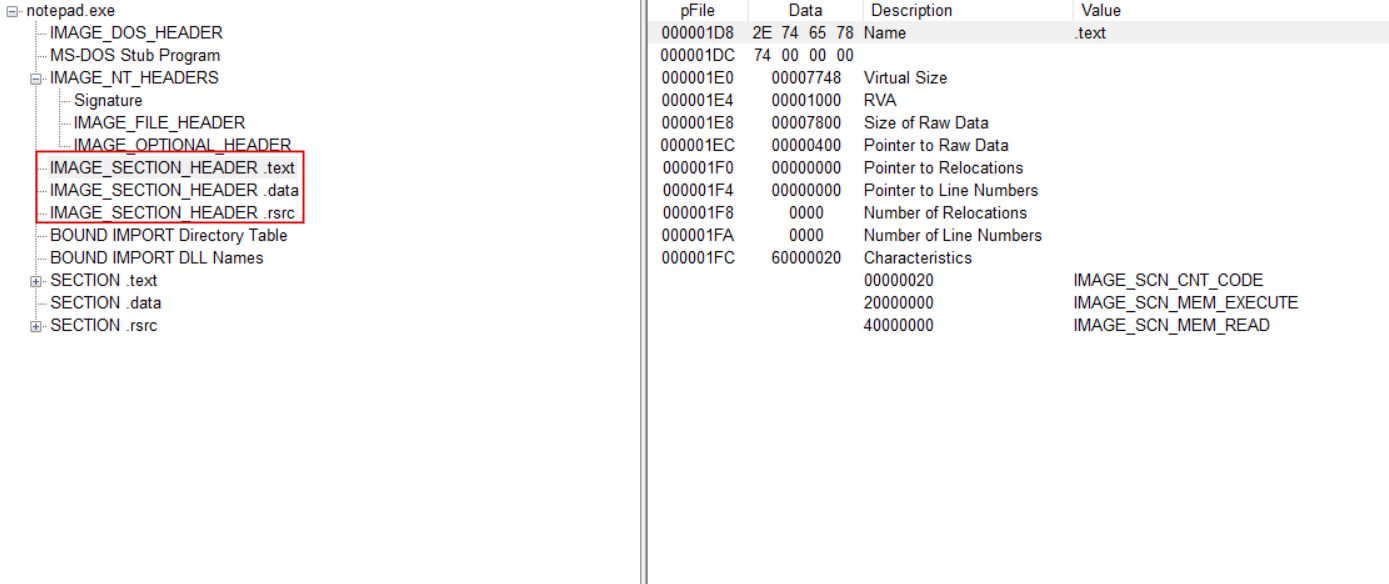 notepad.exe
IMAGE_DOS_HEADER
MS-DOS Stub Program
IMAGE_NT_HEADERS
Signature
IMAGE_FILE_HEADER
IMAGE_OPTIONAL_HEADER
IMAGE_SECTION_HEADER .text
IMAGE_SECTION_HEADER .data
IMAGE_SECTION_HEADER .rsrc
BOUND IMPORT Directory Table
BOUND IMPORT DLL Names
SECTION .text
SECTION .data
SECTION .rsrc
pFile Data Description Value
000001D8 2E 74 65 78 Name .text
000001DC 74 00 00 00
000001E0 00007748 Virtual Size
000001E4 00001000 RVA
000001E8 00007800 Size of Raw Data
000001EC 00000400 Pointer to Raw Data
000001F0 00000000 Pointer to Relocations
000001F4 00000000 Pointer to Line Numbers
000001F8 0000 Number of Relocations
000001FA 0000 Number of Line Numbers
000001FC 60000020 Characteristics
00000020 IMAGE_SCN_CNT_CODE
20000000 IMAGE_SCN_MEM_EXECUTE
40000000 IMAGE_SCN_MEM_READ